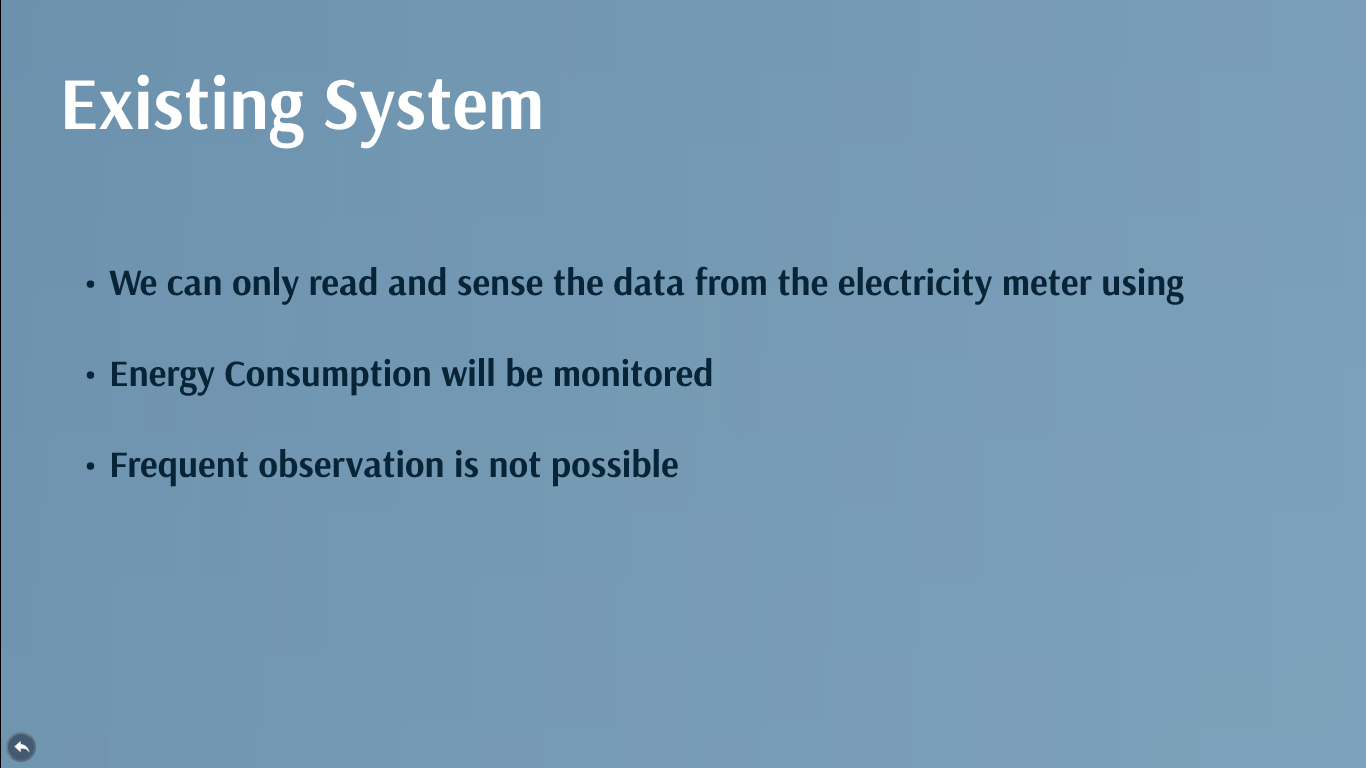 Existing System
• We can only read and sense the data from the electricity meter using
• Energy Consumption will be monitored
• Frequent observation is not possible